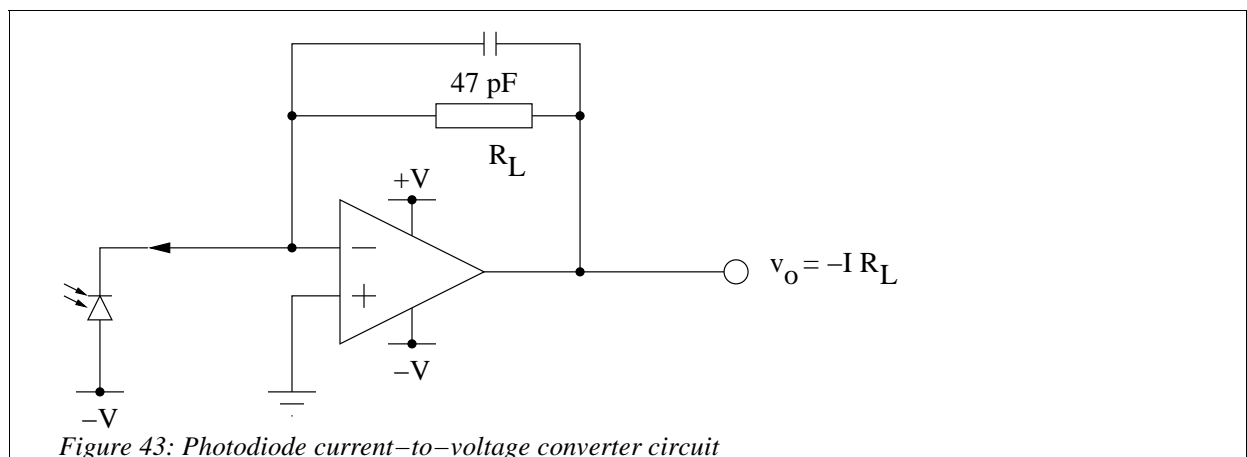 47 pF
R_L
+V
−
+
v_o = −I R_L
−V
−V
Figure 43: Photodiode current−to−voltage converter circuit